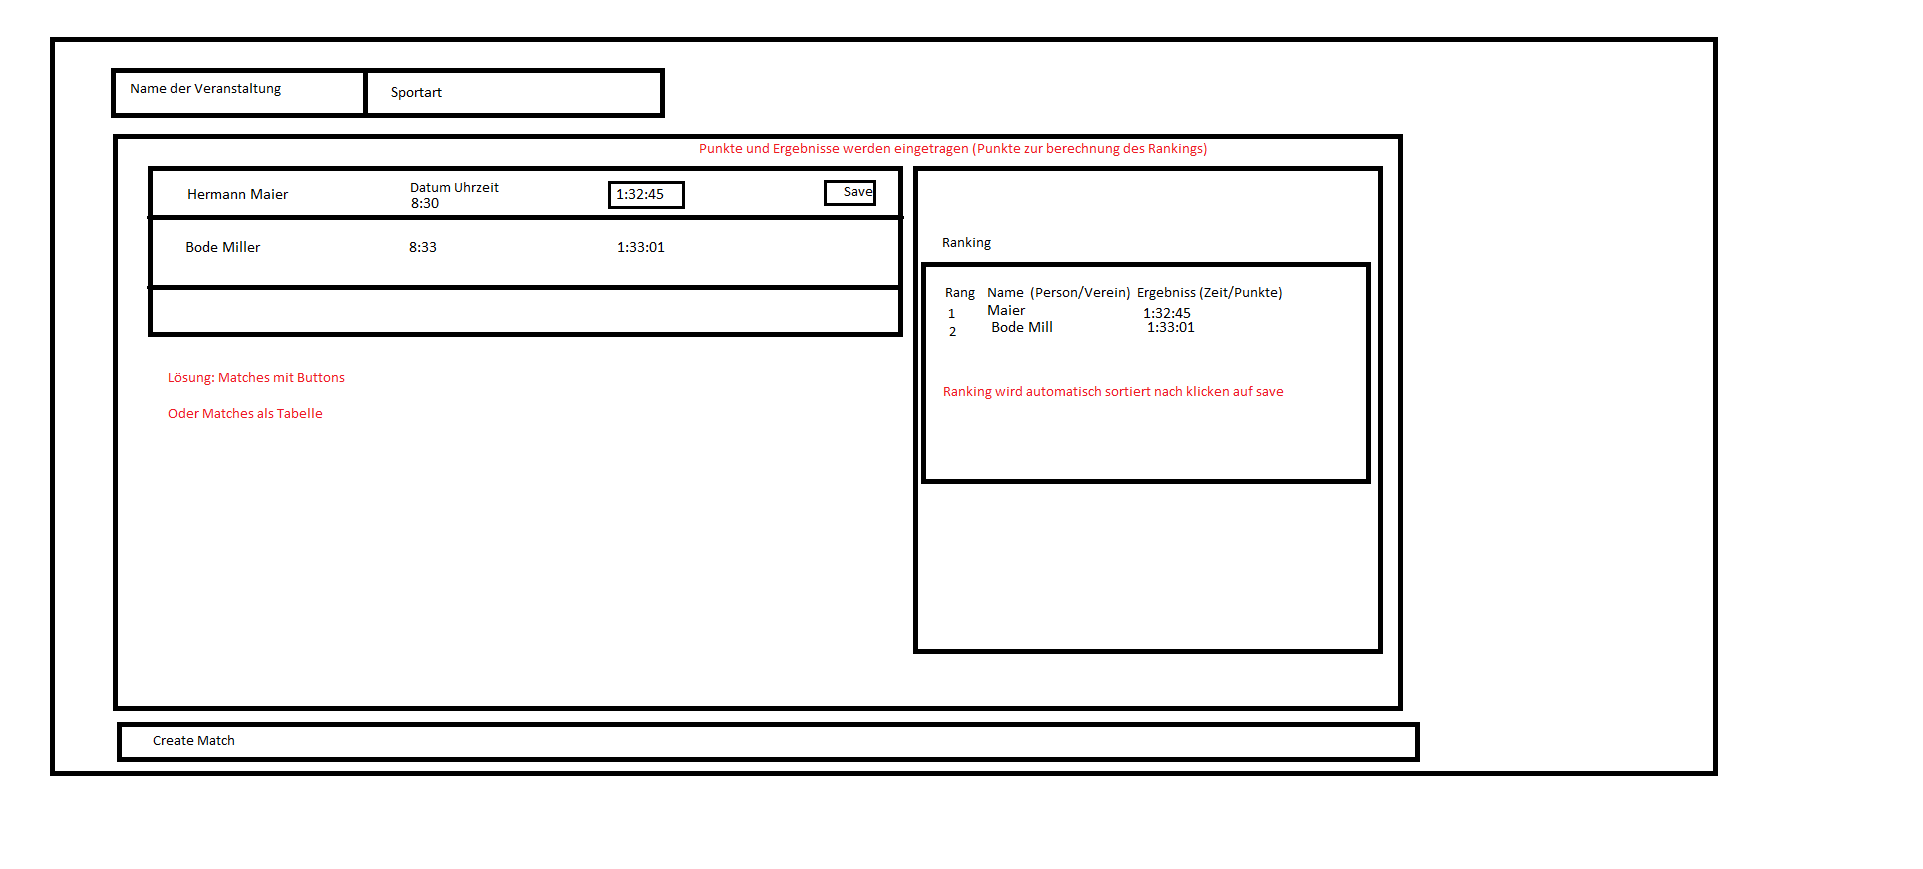 Name der Veranstaltung
Sportart
Punkte und Ergebnisse werden eingetragen (Punkte zur berechnung des Rankings)
Hermann Maier
Datum Uhrzeit
8:30
1:32:45
Save
Bode Miller
8:33
1:33:01
Lösung: Matches mit Buttons
Oder Matches als Tabelle
Ranking
Rang Name (Person/Verein) Ergebniss (Zeit/Punkte)
1 Maier 1:32:45
2 Bode Mill 1:33:01
Ranking wird automatisch sortiert nach klicken auf save
Create Match